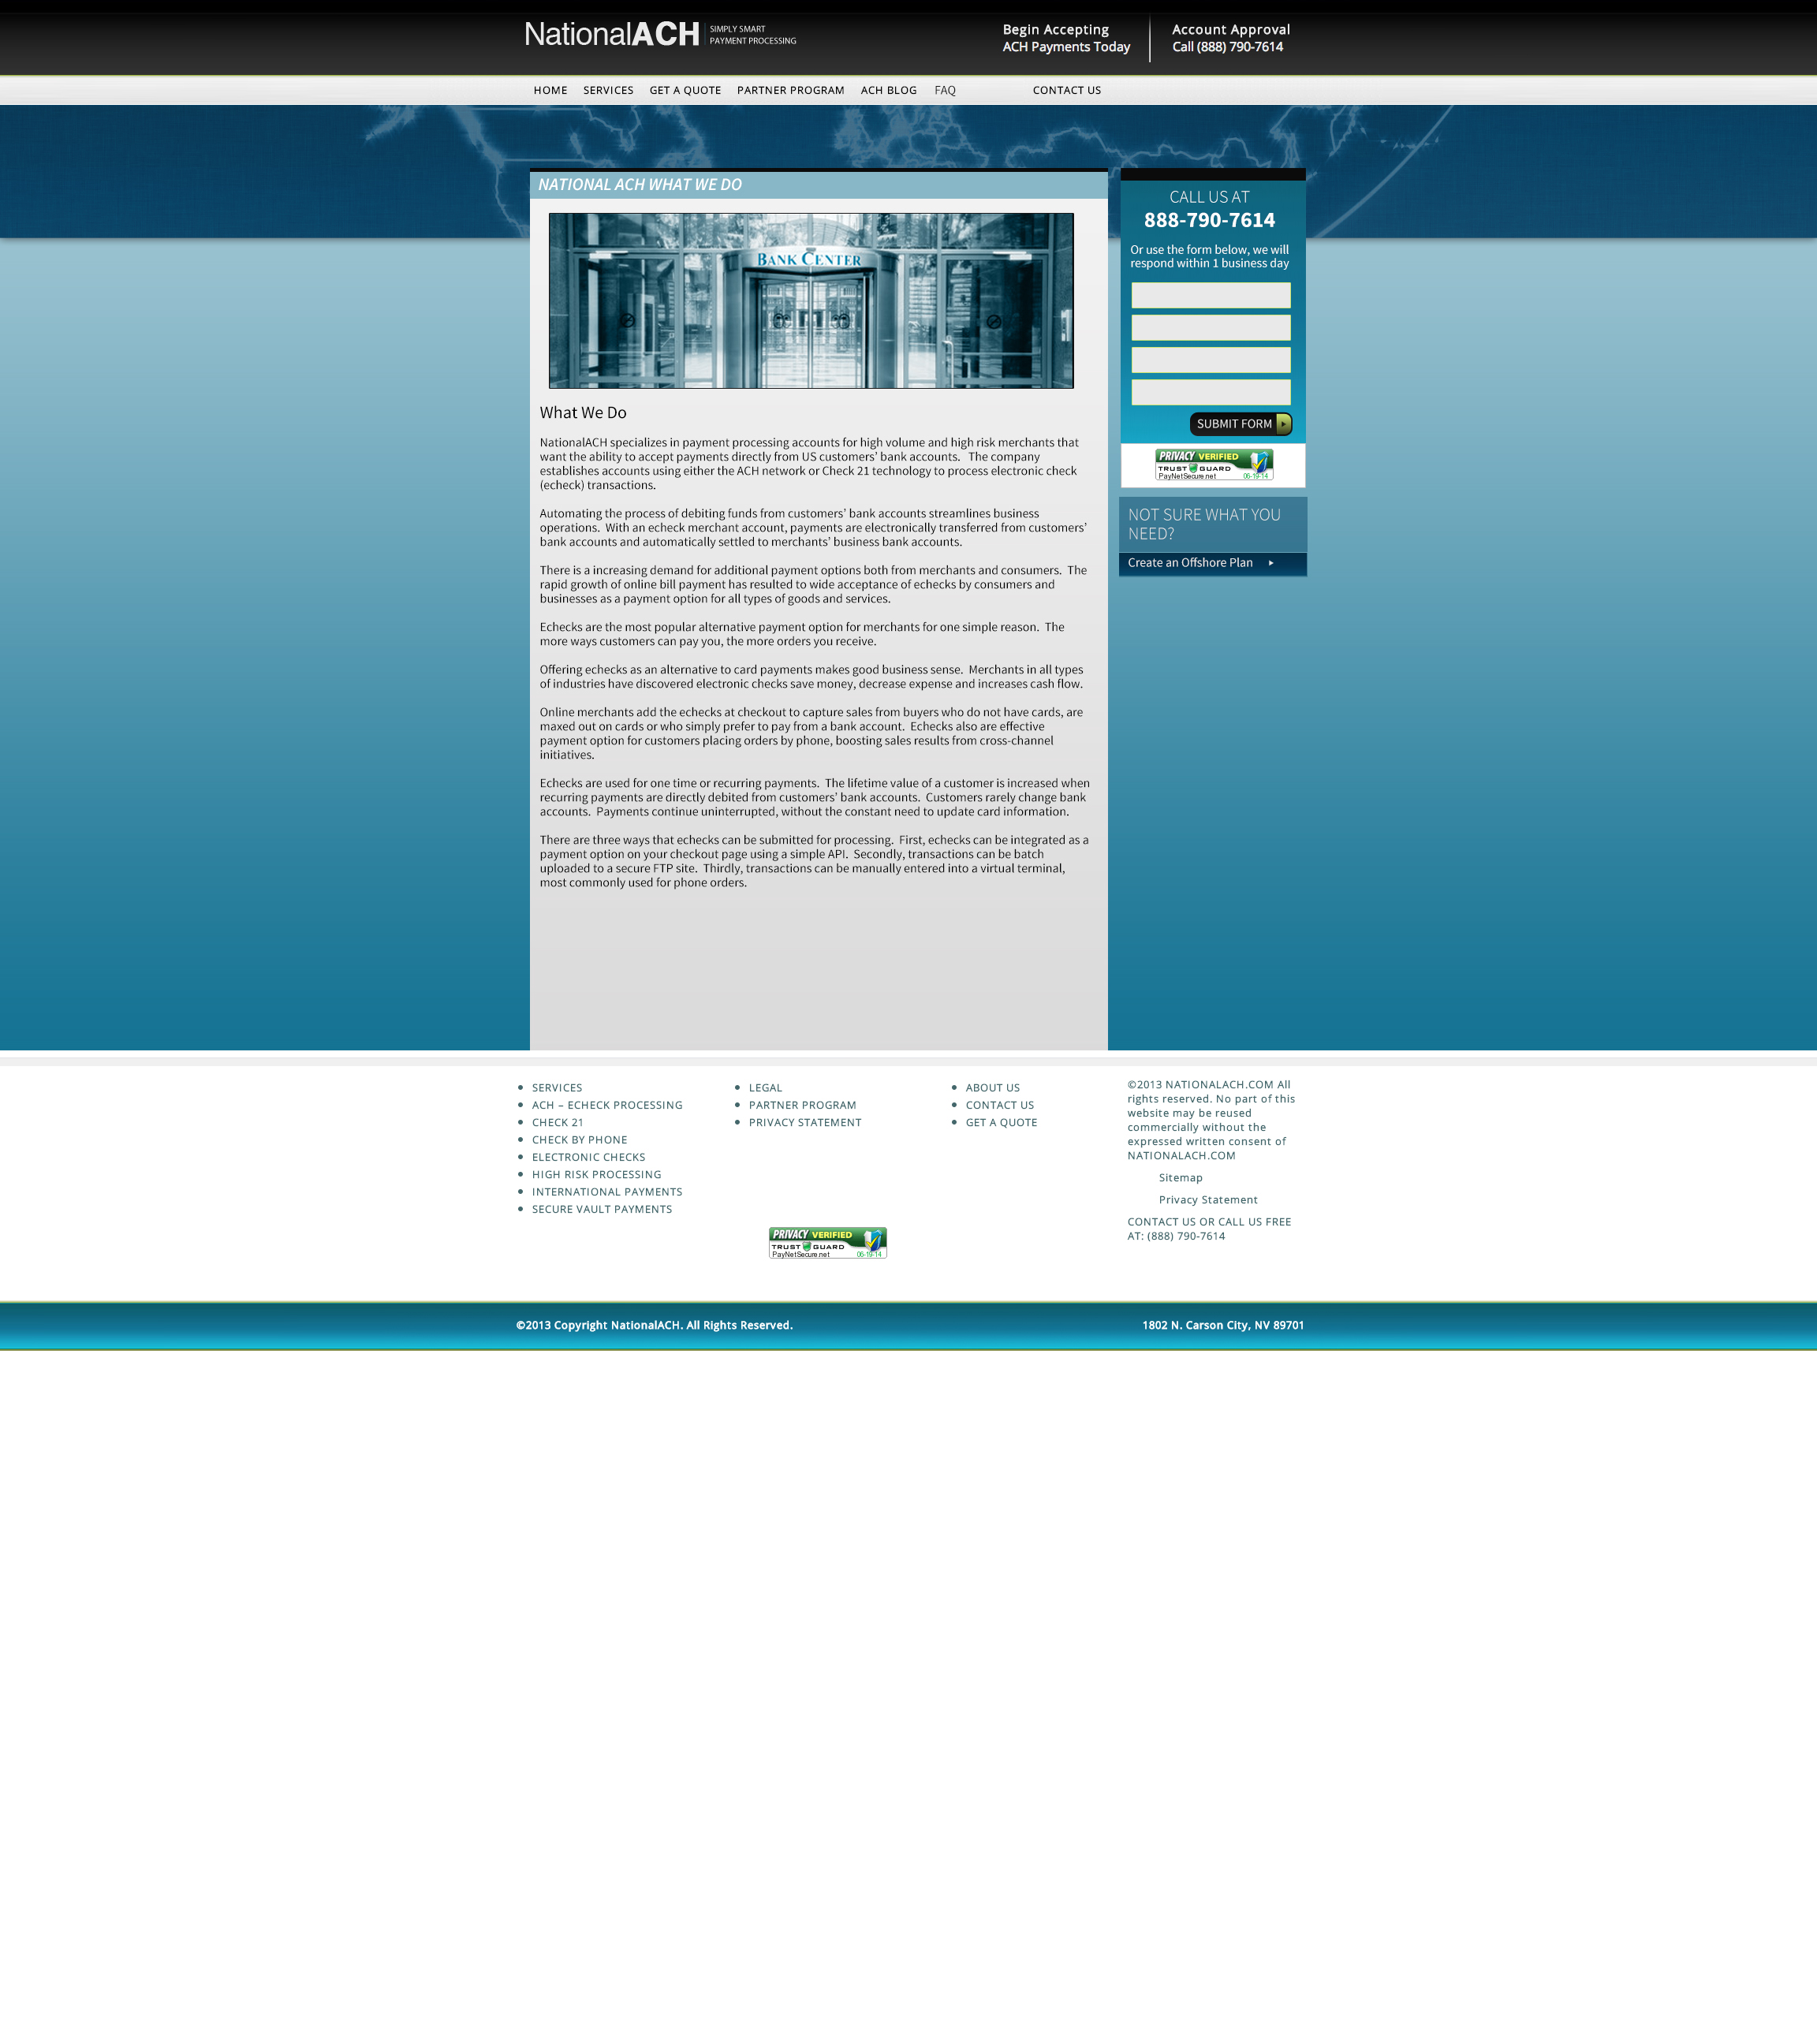 NationalACH SIMPLY SMART
PAYMENT PROCESSING
Begin Accepting
ACH Payments Today
Account Approval
Call (888) 790-7614
HOME SERVICES GET A QUOTE PARTNER PROGRAM ACH BLOG FAQ CONTACT US
NATIONAL ACH WHAT WE DO
BANK CENTER
What We Do
NationalACH specializes in payment processing accounts for high volume and high risk merchants that
want the ability to accept payments directly from US customers’ bank accounts. The company
establishes accounts using either the ACH network or Check 21 technology to process electronic check
(echeck) transactions.
Automating the process of debiting funds from customers’ bank accounts streamlines business
operations. With an echeck merchant account, payments are electronically transferred from customers’
bank accounts and automatically settled to merchants’ business bank accounts.
There is a increasing demand for additional payment options both from merchants and consumers. The
rapid growth of online bill payment has resulted to wide acceptance of echecks by consumers and
businesses as a payment option for all types of goods and services.
Echecks are the most popular alternative payment option for merchants for one simple reason. The
more ways customers can pay you, the more orders you receive.
Offering echecks as an alternative to card payments makes good business sense. Merchants in all types
of industries have discovered electronic checks save money, decrease expense and increases cash flow.
Online merchants add the echecks at checkout to capture sales from buyers who do not have cards, are
maxed out on cards or who simply prefer to pay from a bank account. Echecks also are effective
payment option for customers placing orders by phone, boosting sales results from cross-channel
initiatives.
Echecks are used for one time or recurring payments. The lifetime value of a customer is increased when
recurring payments are directly debited from customers’ bank accounts. Customers rarely change bank
accounts. Payments continue uninterrupted, without the constant need to update card information.
There are three ways that echecks can be submitted for processing. First, echecks can be integrated as a
payment option on your checkout page using a simple API. Secondly, transactions can be batch
uploaded to a secure FTP site. Thirdly, transactions can be manually entered into a virtual terminal,
most commonly used for phone orders.
CALL US AT
888-790-7614
Or use the form below, we will
respond within 1 business day
SUBMIT FORM
PRIVACY VERIFIED
TRUST GUARD
PayNetSecure.net 06-19-14
NOT SURE WHAT YOU
NEED?
Create an Offshore Plan
SERVICES
ACH – ECHECK PROCESSING
CHECK 21
CHECK BY PHONE
ELECTRONIC CHECKS
HIGH RISK PROCESSING
INTERNATIONAL PAYMENTS
SECURE VAULT PAYMENTS
LEGAL
PARTNER PROGRAM
PRIVACY STATEMENT
PRIVACY VERIFIED
TRUST GUARD
PayNetSecure.net 06-19-14
ABOUT US
CONTACT US
GET A QUOTE
©2013 NATIONALACH.COM All
rights reserved. No part of this
website may be reused
commercially without the
expressed written consent of
NATIONALACH.COM
Sitemap
Privacy Statement
CONTACT US OR CALL US FREE
AT: (888) 790-7614
©2013 Copyright NationalACH. All Rights Reserved.
1802 N. Carson City, NV 89701